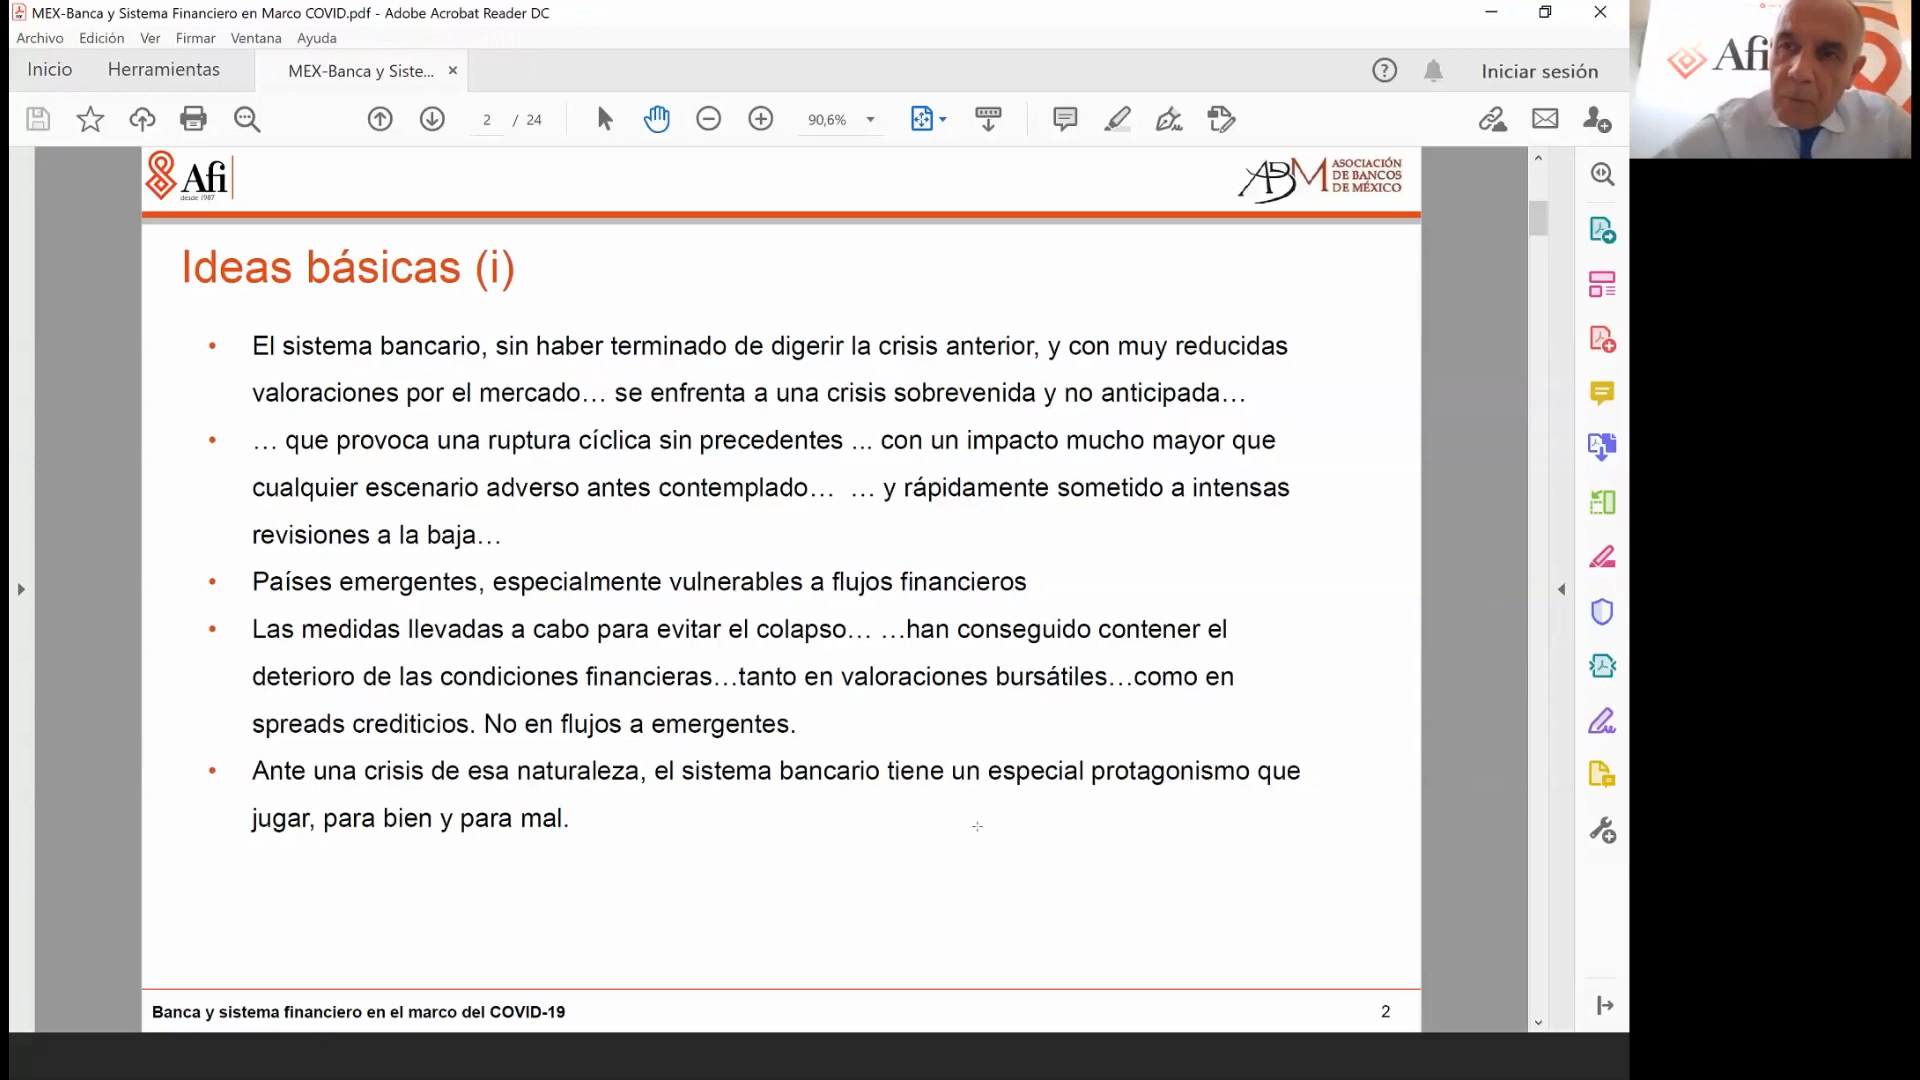 MEX-Banca y Sistema Financiero en Marco COVID.pdf - Adobe Acrobat Reader DC
Archivo Edición Ver Firmar Ventana Ayuda
Inicio Herramientas MEX-Banca y Siste... × Iniciar sesión
2 / 24 90,6%
Afi
desde 1987
ABM ASOCIACIÓN
DE BANCOS
DE MÉXICO
Afi
Ideas básicas (i)
• El sistema bancario, sin haber terminado de digerir la crisis anterior, y con muy reducidas
valoraciones por el mercado… se enfrenta a una crisis sobrevenida y no anticipada…
• … que provoca una ruptura cíclica sin precedentes ... con un impacto mucho mayor que
cualquier escenario adverso antes contemplado… … y rápidamente sometido a intensas
revisiones a la baja…
• Países emergentes, especialmente vulnerables a flujos financieros
• Las medidas llevadas a cabo para evitar el colapso… …han conseguido contener el
deterioro de las condiciones financieras…tanto en valoraciones bursátiles…como en
spreads crediticios. No en flujos a emergentes.
• Ante una crisis de esa naturaleza, el sistema bancario tiene un especial protagonismo que
jugar, para bien y para mal.
Banca y sistema financiero en el marco del COVID-19 2